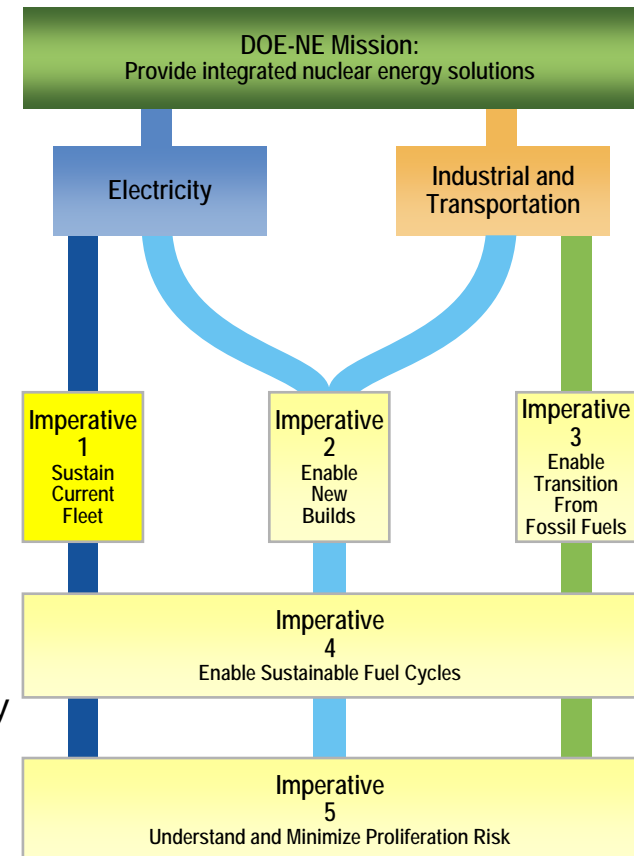 DOE-NE Mission:
Provide integrated nuclear energy solutions
Electricity
Industrial and
Transportation
Imperative
1
Sustain
Current
Fleet
Imperative
2
Enable
New
Builds
Imperative
3
Enable
Transition
From
Fossil Fuels
Imperative
4
Enable Sustainable Fuel Cycles
Imperative
5
Understand and Minimize Proliferation Risk